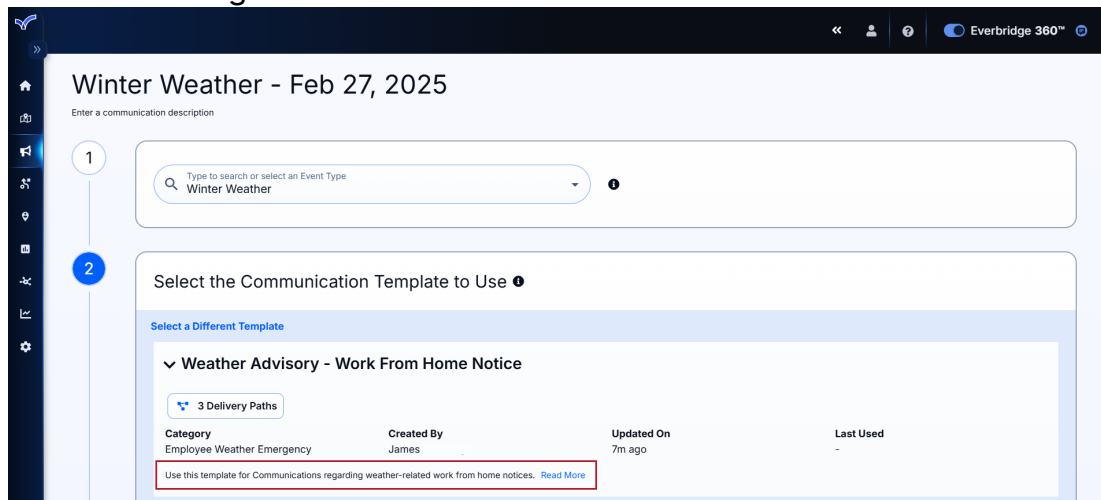 Everbridge 360™
Winter Weather - Feb 27, 2025
Enter a communication description
1
Type to search or select an Event Type
Winter Weather
2
Select the Communication Template to Use
Select a Different Template
Weather Advisory - Work From Home Notice
3 Delivery Paths
Category Created By Updated On Last Used
Employee Weather Emergency James 7m ago -
Use this template for Communications regarding weather-related work from home notices. Read More